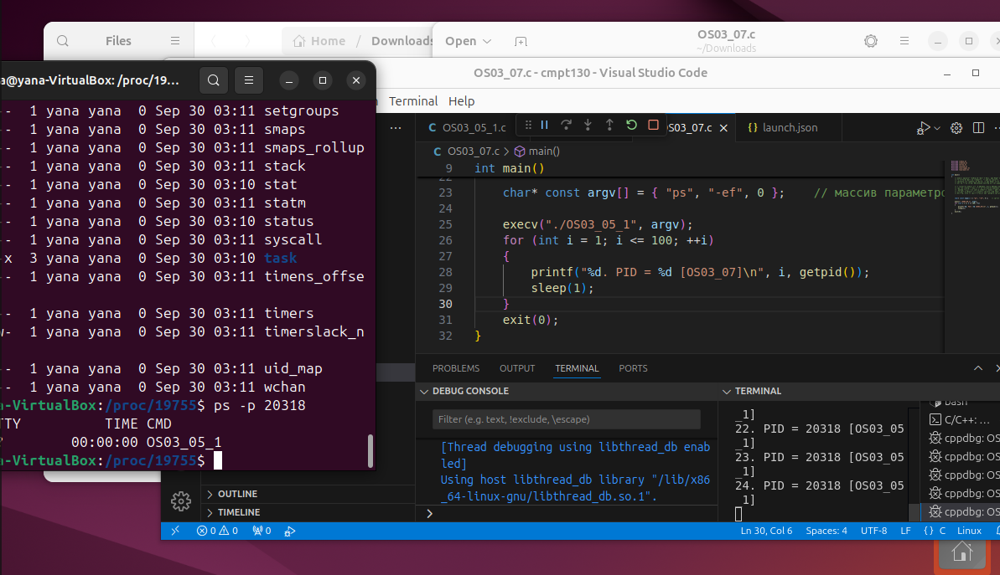 Files
Home / Downloads
Open
OS03_07.c
~/Downloads
a@yana-VirtualBox: /proc/19...
OS03_07.c - cmpt130 - Visual Studio Code
Terminal Help
-- 1 yana yana 0 Sep 30 03:11 setgroups
-- 1 yana yana 0 Sep 30 03:11 smaps
-- 1 yana yana 0 Sep 30 03:11 smaps_rollup
-- 1 yana yana 0 Sep 30 03:11 stack
-- 1 yana yana 0 Sep 30 03:10 stat
-- 1 yana yana 0 Sep 30 03:11 statm
-- 1 yana yana 0 Sep 30 03:10 status
-- 1 yana yana 0 Sep 30 03:11 syscall
-x 3 yana yana 0 Sep 30 03:10 task
-- 1 yana yana 0 Sep 30 03:11 timens_offse
-- 1 yana yana 0 Sep 30 03:11 timers
w- 1 yana yana 0 Sep 30 03:11 timerslack_n
-- 1 yana yana 0 Sep 30 03:11 uid_map
-- 1 yana yana 0 Sep 30 03:11 wchan
a-VirtualBox:/proc/19755$ ps -p 20318
TTY TIME CMD
? 00:00:00 OS03_05_1
a-VirtualBox:/proc/19755$
C OS03_05_1.c
S03_07.c
{} launch.json
C OS03_07.c > main()
9 int main()
22
23 char* const argv[] = { "ps", "-ef", 0 }; // массив параметро
24
25 execv("./OS03_05_1", argv);
26 for (int i = 1; i <= 100; ++i)
27 {
28 printf("%d. PID = %d [OS03_07]\n", i, getpid());
29 sleep(1);
30 }
31 exit(0);
32 }
PROBLEMS OUTPUT TERMINAL PORTS
DEBUG CONSOLE
Filter (e.g. text, !exclude, \escape)
[Thread debugging using libthread_db enab
led]
Using host libthread_db library "/lib/x86
_64-linux-gnu/libthread_db.so.1".
>
TERMINAL
_1]
22. PID = 20318 [OS03_05
_1]
23. PID = 20318 [OS03_05
_1]
24. PID = 20318 [OS03_05
_1]
bash
C/C++: ...
cppdbg: OS
cppdbg: OS
cppdbg: OS
cppdbg: OS
cppdbg: OS
OUTLINE
TIMELINE
0 0 0
Ln 30, Col 6 Spaces: 4 UTF-8 LF {} C Linux